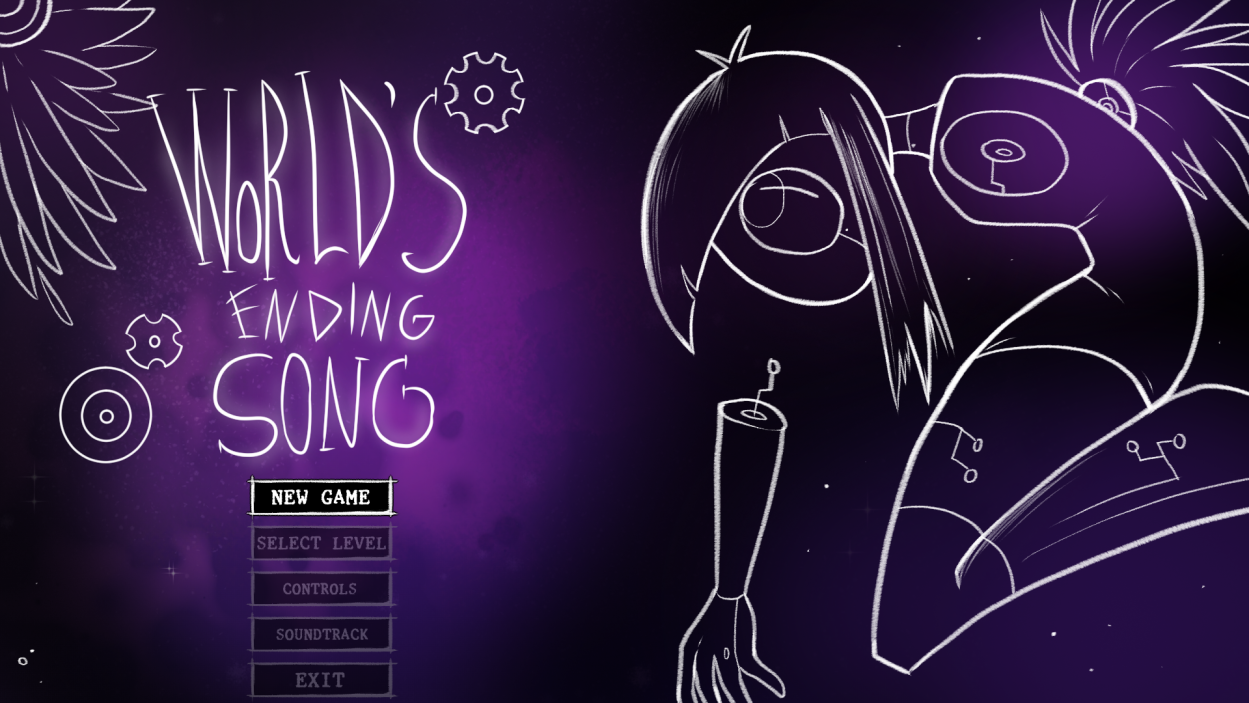 WORLD'S
ENDING
SONG
NEW GAME
SELECT LEVEL
CONTROLS
SOUNDTRACK
EXIT